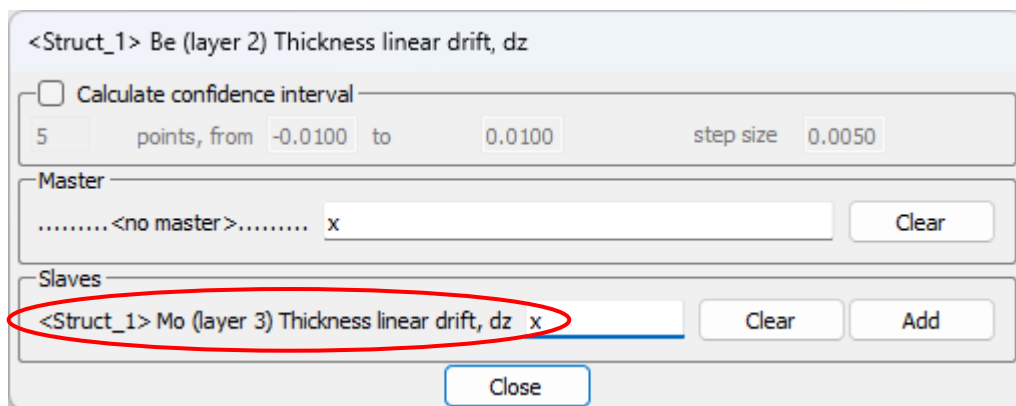 <Struct_1> Be (layer 2) Thickness linear drift, dz
Calculate confidence interval
5 points, from -0.0100 to 0.0100 step size 0.0050
Master
.........<no master>......... x Clear
Slaves
<Struct_1> Mo (layer 3) Thickness linear drift, dz x Clear Add
Close